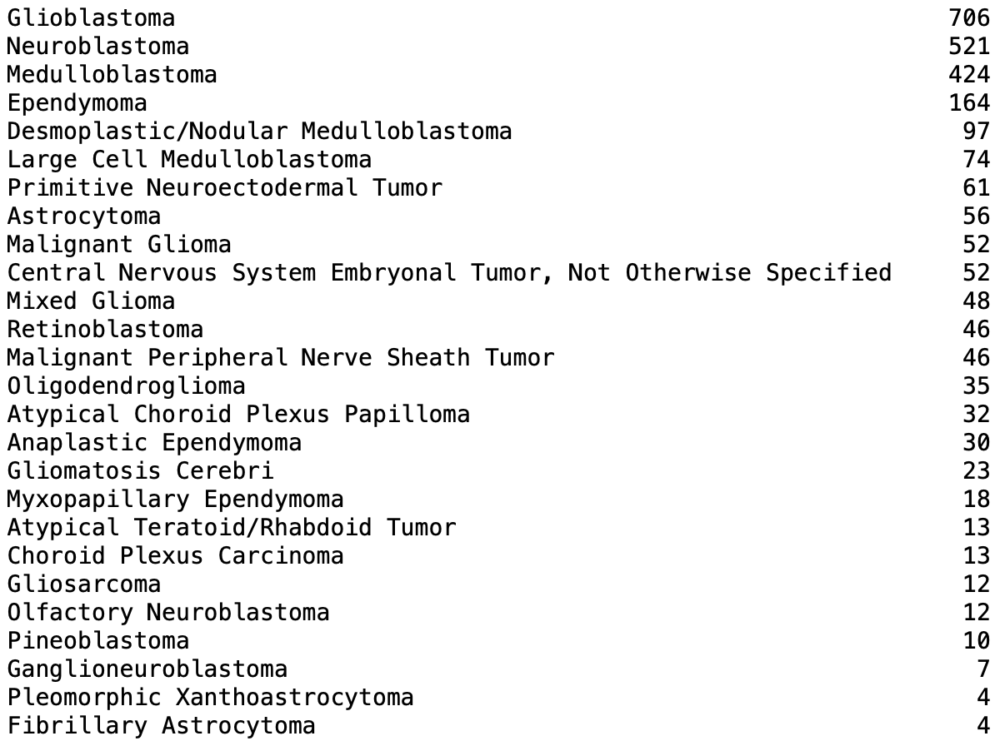 Glioblastoma 706
Neuroblastoma 521
Medulloblastoma 424
Ependymoma 164
Desmoplastic/Nodular Medulloblastoma 97
Large Cell Medulloblastoma 74
Primitive Neuroectodermal Tumor 61
Astrocytoma 56
Malignant Glioma 52
Central Nervous System Embryonal Tumor, Not Otherwise Specified 52
Mixed Glioma 48
Retinoblastoma 46
Malignant Peripheral Nerve Sheath Tumor 46
Oligodendroglioma 35
Atypical Choroid Plexus Papilloma 32
Anaplastic Ependymoma 30
Gliomatosis Cerebri 23
Myxopapillary Ependymoma 18
Atypical Teratoid/Rhabdoid Tumor 13
Choroid Plexus Carcinoma 13
Gliosarcoma 12
Olfactory Neuroblastoma 12
Pineoblastoma 10
Ganglioneuroblastoma 7
Pleomorphic Xanthoastrocytoma 4
Fibrillary Astrocytoma 4